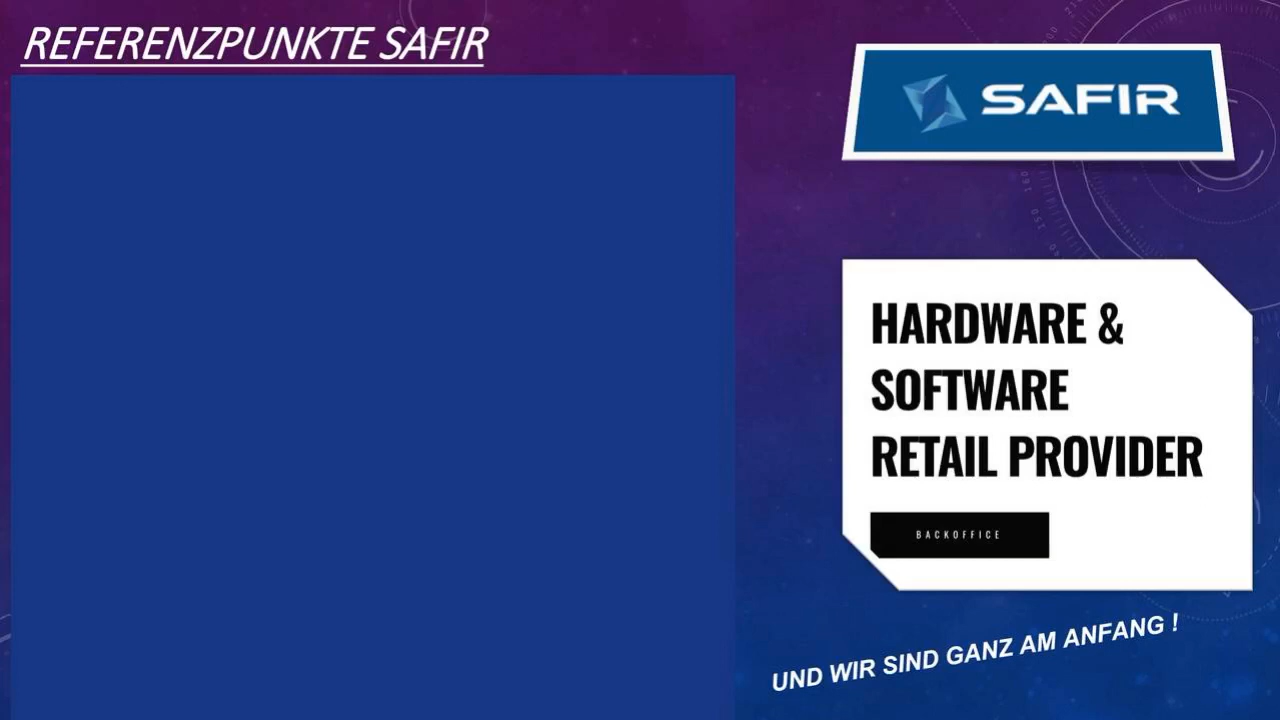 REFERENZPUNKTE SAFIR
SAFIR
HARDWARE &
SOFTWARE
RETAIL PROVIDER
BACKOFFICE
UND WIR SIND GANZ AM ANFANG !